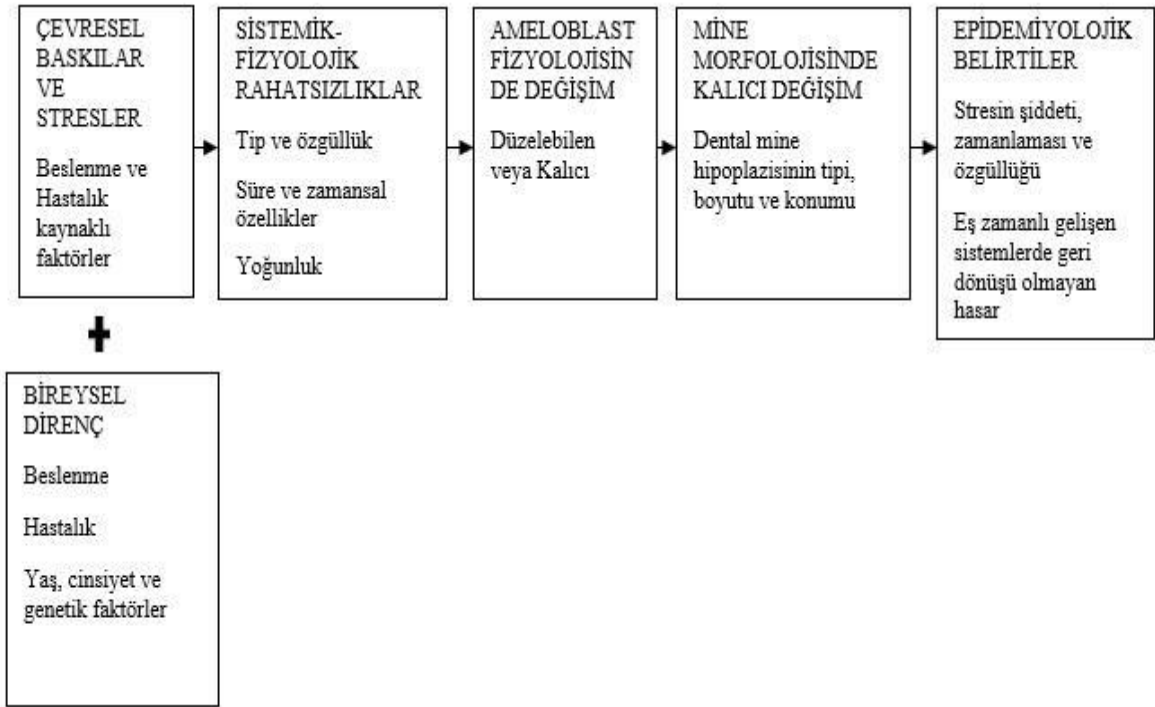 ÇEVRESEL
BASKILAR
VE
STRESLER
Beslenme ve
Hastalık
kaynaklı
faktörler
SİSTEMİK-
FİZYOLOJİK
RAHATSIZLIKLAR
Tip ve özgüllük
Süre ve zamansal
özellikler
Yoğunluk
AMELOBLAST
FİZYOLOJİSİN
DE DEĞİŞİM
Düzelebilen
veya Kalıcı
MİNE
MORFOLOJİSİNDE
KALICI DEĞİŞİM
Dental mine
hipoplazisinin tipi,
boyutu ve konumu
EPİDEMİYOLOJİK
BELIRTİLER
Stresin şiddeti,
zamanlaması ve
özgüllüğü
Eş zamanlı gelişen
sistemlerde geri
dönüşü olmayan
hasar
+
BİREYSEL
DİRENÇ
Beslenme
Hastalık
Yaş, cinsiyet ve
genetik faktörler